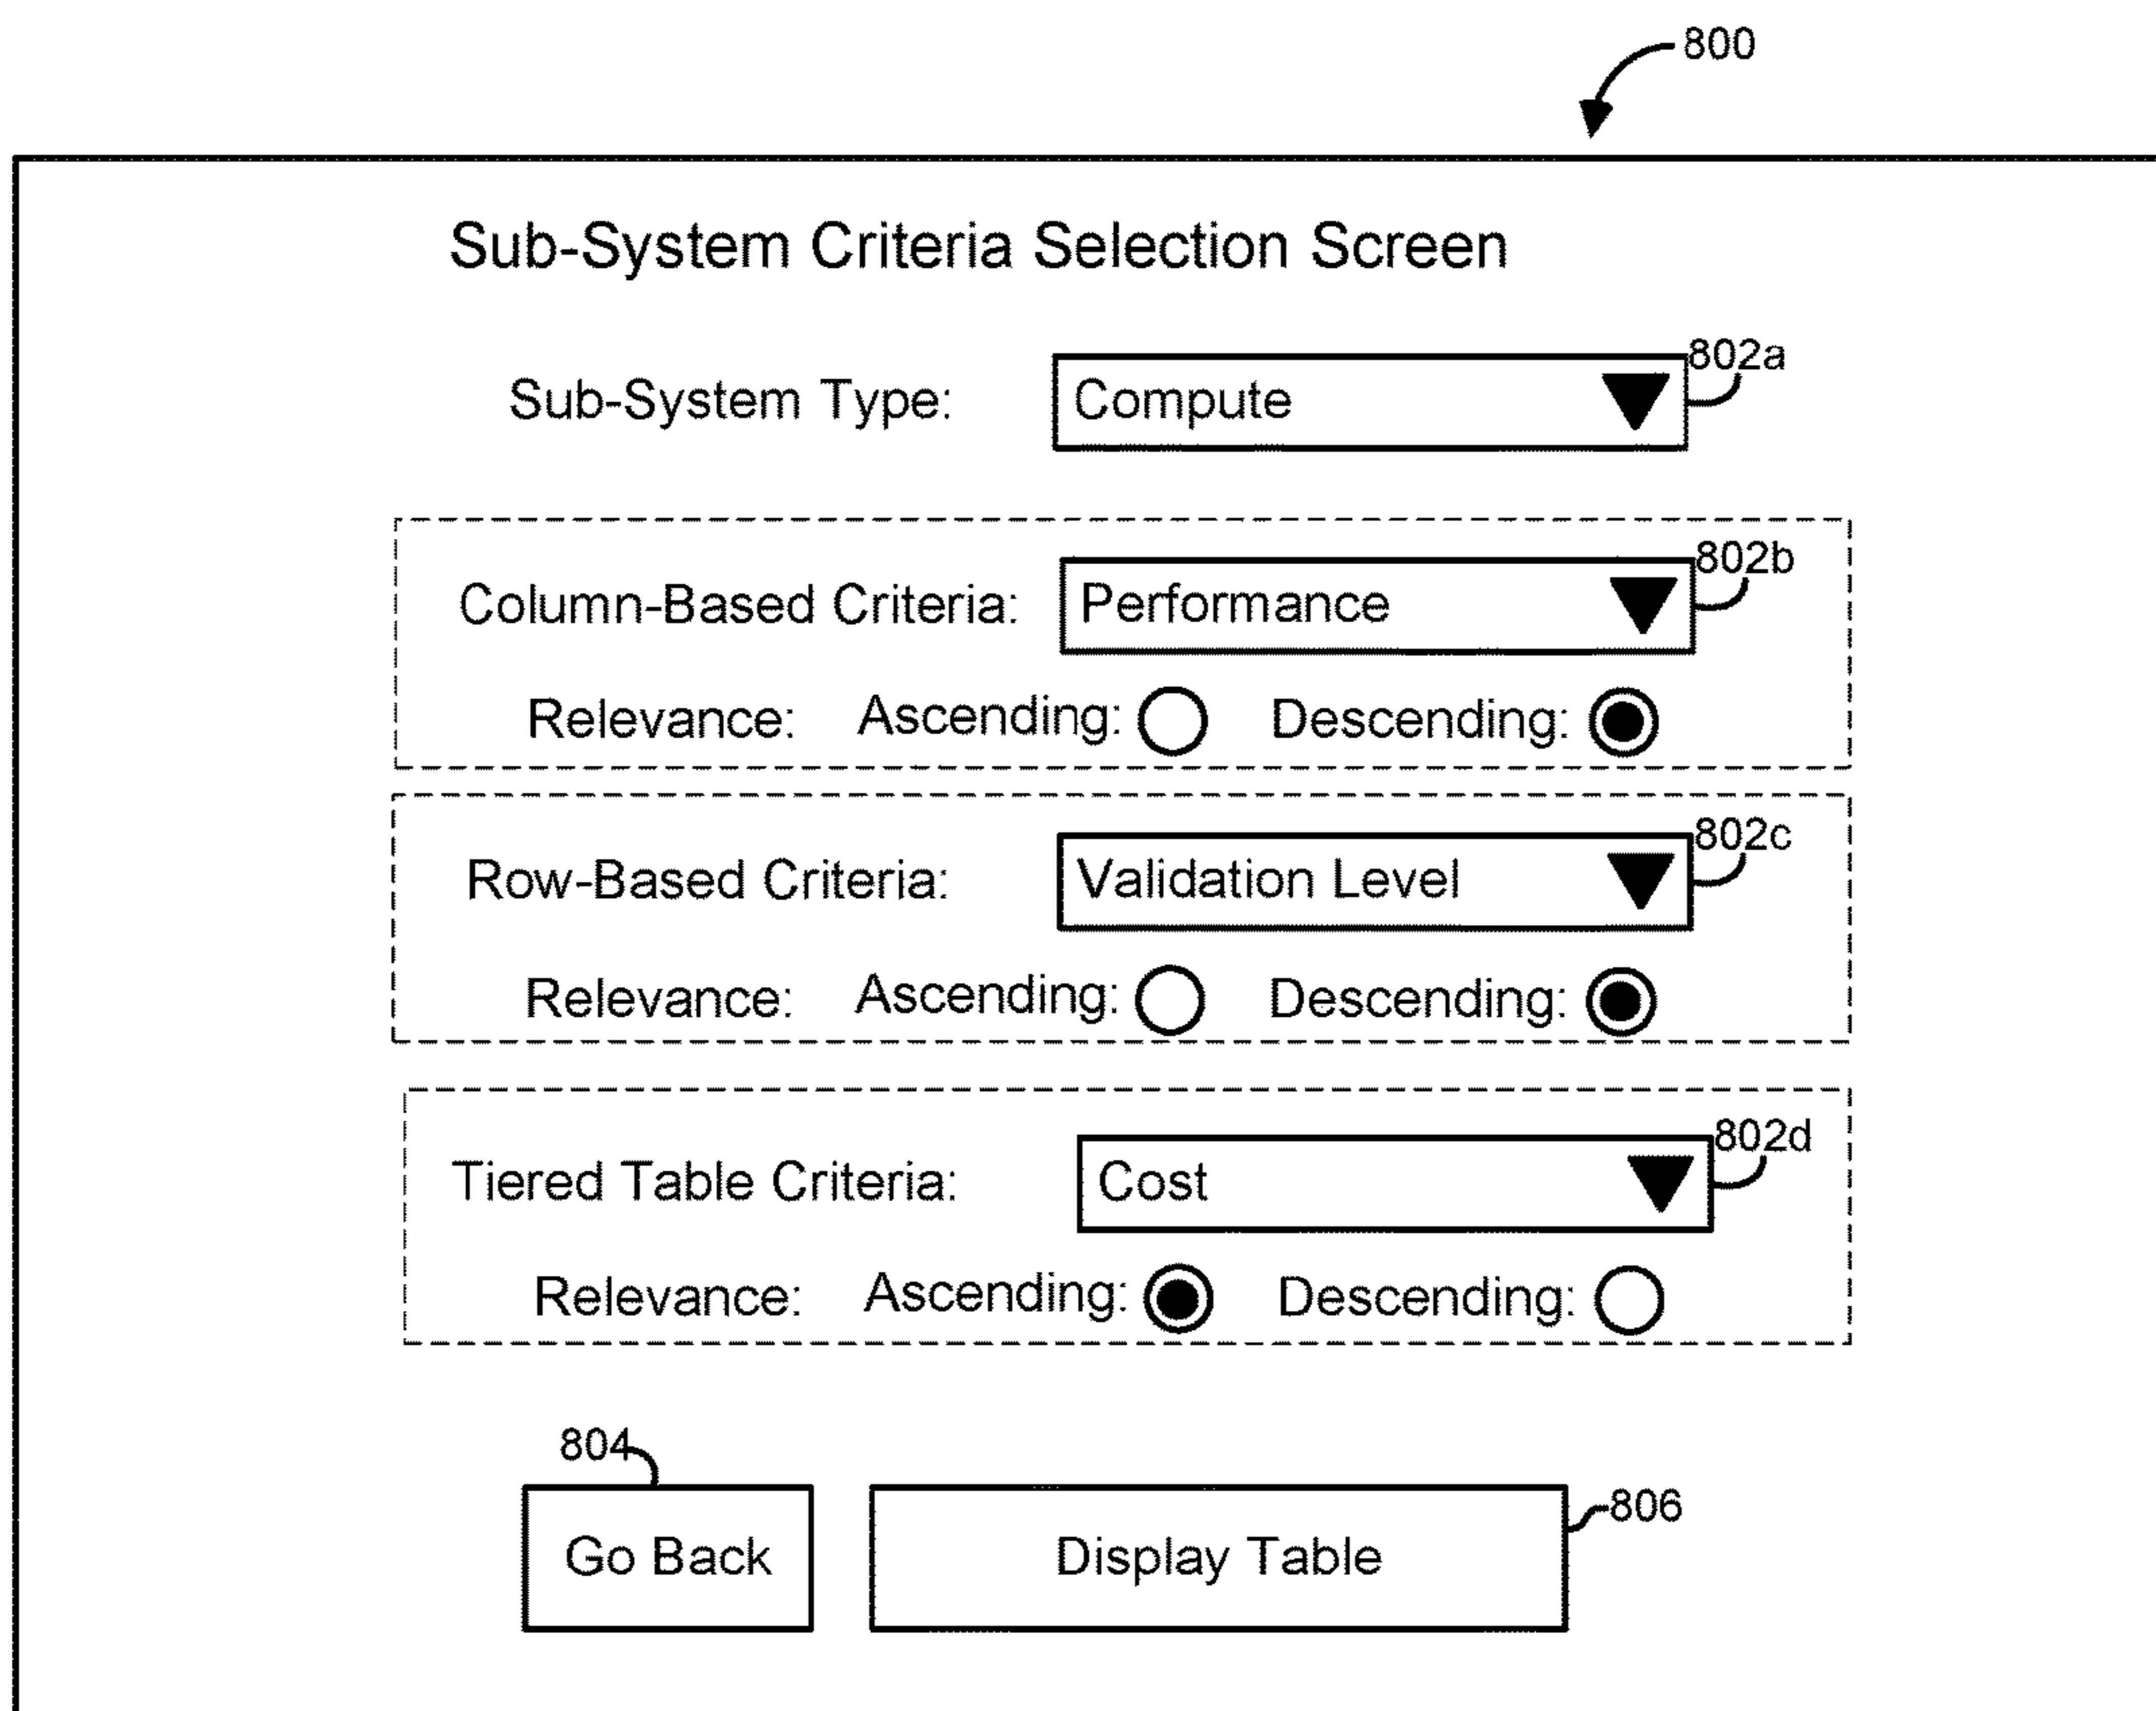 800
Sub-System Criteria Selection Screen
Sub-System Type: Compute 802a
Column-Based Criteria: Performance 802b
Relevance: Ascending: Descending:
Row-Based Criteria: Validation Level 802c
Relevance: Ascending: Descending:
Tiered Table Criteria: Cost 802d
Relevance: Ascending: Descending:
804
Go Back Display Table 806